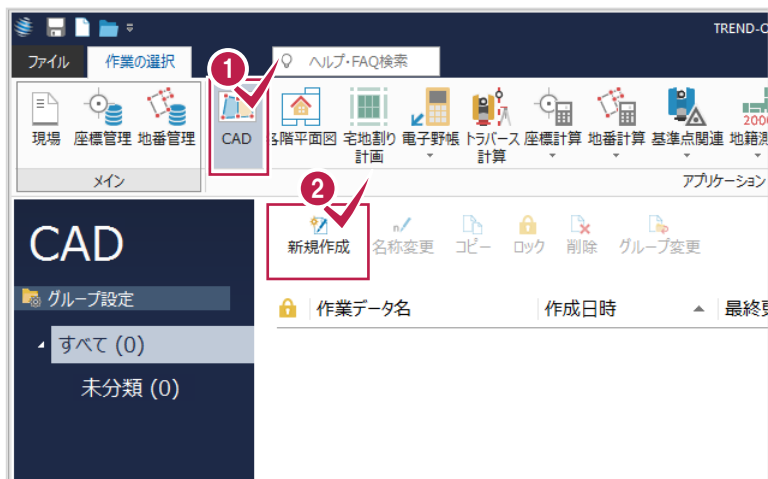 TREND-O
ファイル 作業の選択 ヘルプ・FAQ検索
1
現場 座標管理 地番管理 CAD 各階平面図 宅地割り計画 電子野帳 トラバース計算 座標計算 地番計算 基準点関連 地籍測
2000
メイン アプリケーション
2
CAD
新規作成 名称変更 コピー ロック 削除 グループ変更
グループ設定
作業データ名 作成日時 最終更
すべて (0)
未分類 (0)